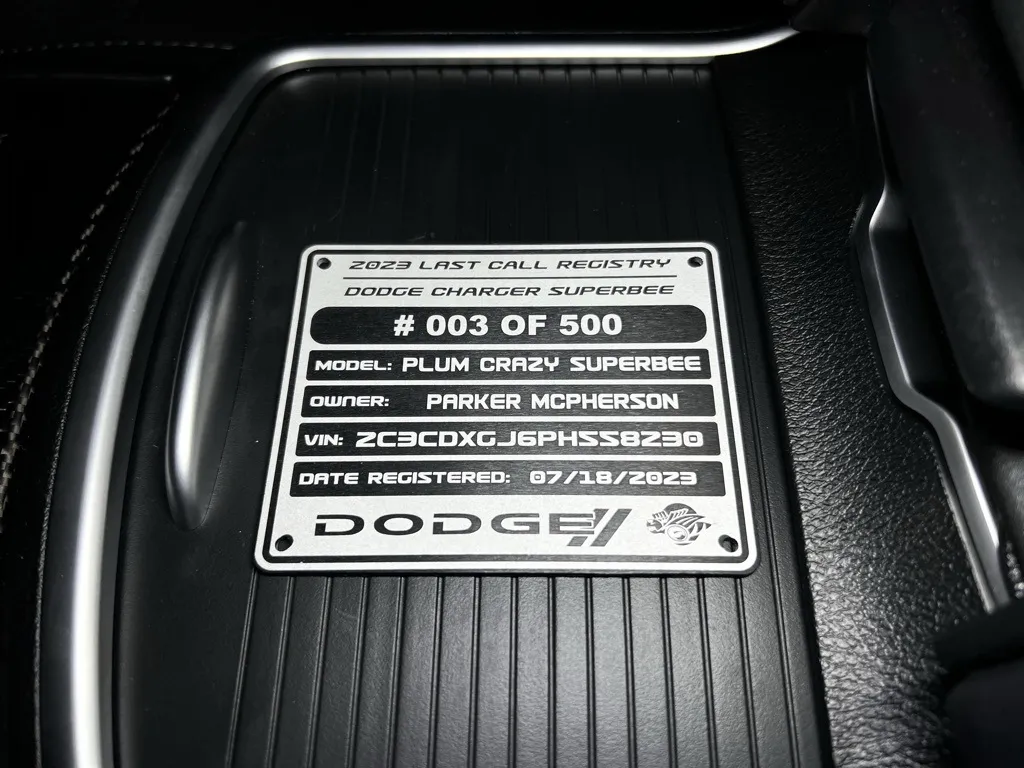 2023 LAST CALL REGISTRY
DODGE CHARGER SUPERBEE
# 003 OF 500
MODEL: PLUM CRAZY SUPERBEE
OWNER: PARKER MCPHERSON
VIN: 2C3CDXGJ6PH558230
DATE REGISTERED: 07/18/2023
DODGE